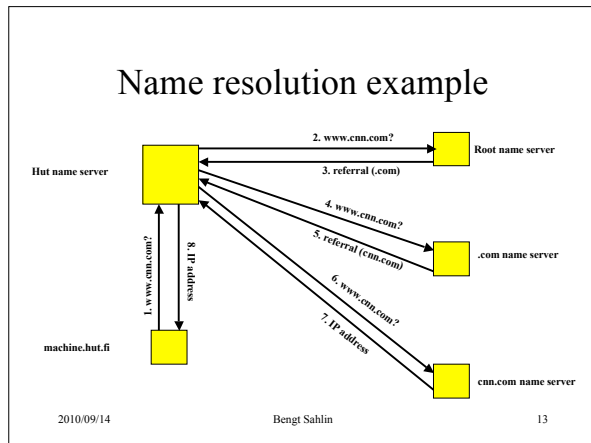 Name resolution example
2. www.cnn.com?
Root name server
3. referral (.com)
Hut name server
4. www.cnn.com?
5. referral (cnn.com)
.com name server
1. www.cnn.com?
8. IP address
6. www.cnn.com?
7. IP address
machine.hut.fi
cnn.com name server
2010/09/14
Bengt Sahlin
13